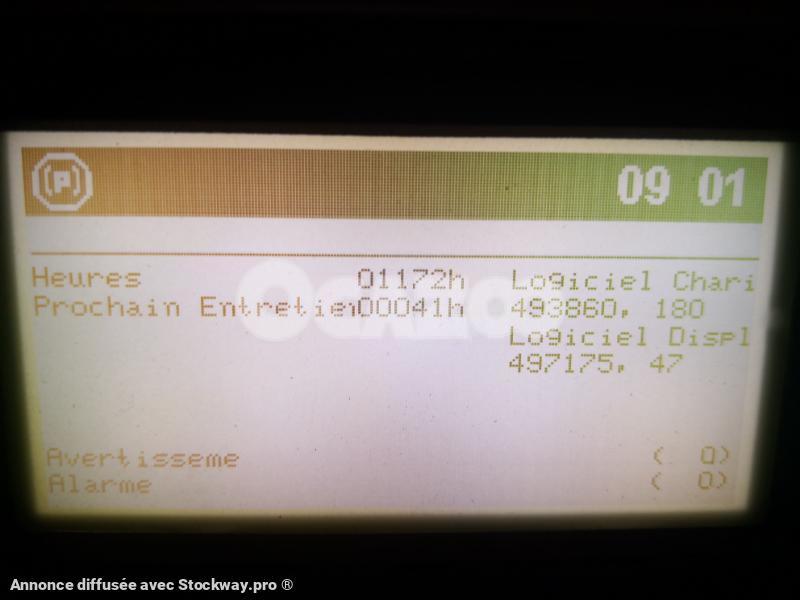 (P) 09 01
Heures 01172h Logiciel Chari
Prochain Entretien00041h 493860, 180
Logiciel Displ
497175, 47
Avertisseme ( 0)
Alarme ( 0)
Annonce diffusée avec Stockway.pro ®